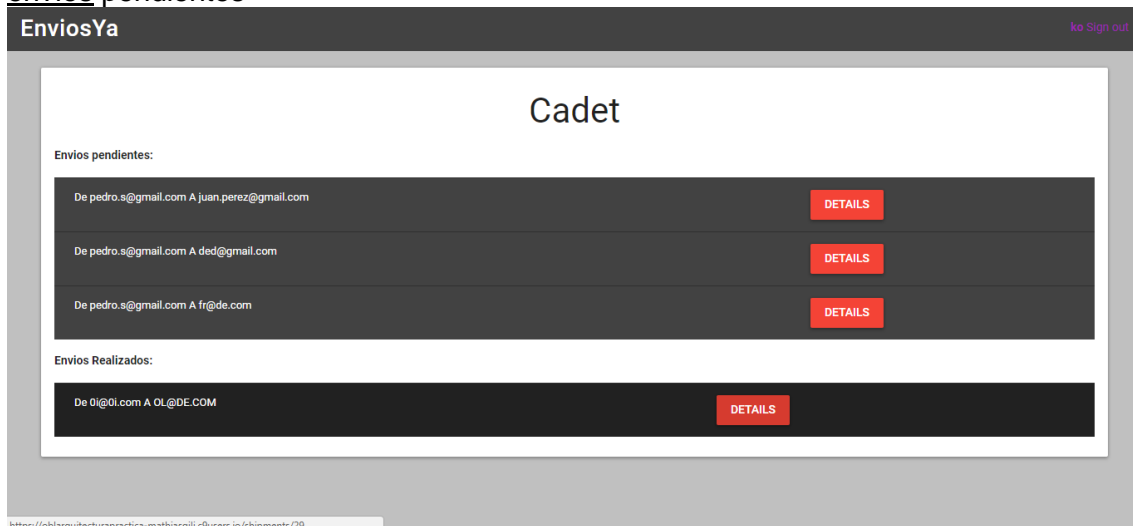 envíos pendientes
EnviosYa
ko Sign out
Cadet
Envios pendientes:
De pedro.s@gmail.com A juan.perez@gmail.com
DETAILS
De pedro.s@gmail.com A ded@gmail.com
DETAILS
De pedro.s@gmail.com A fr@de.com
DETAILS
Envios Realizados:
De 0i@0i.com A OL@DE.COM
DETAILS